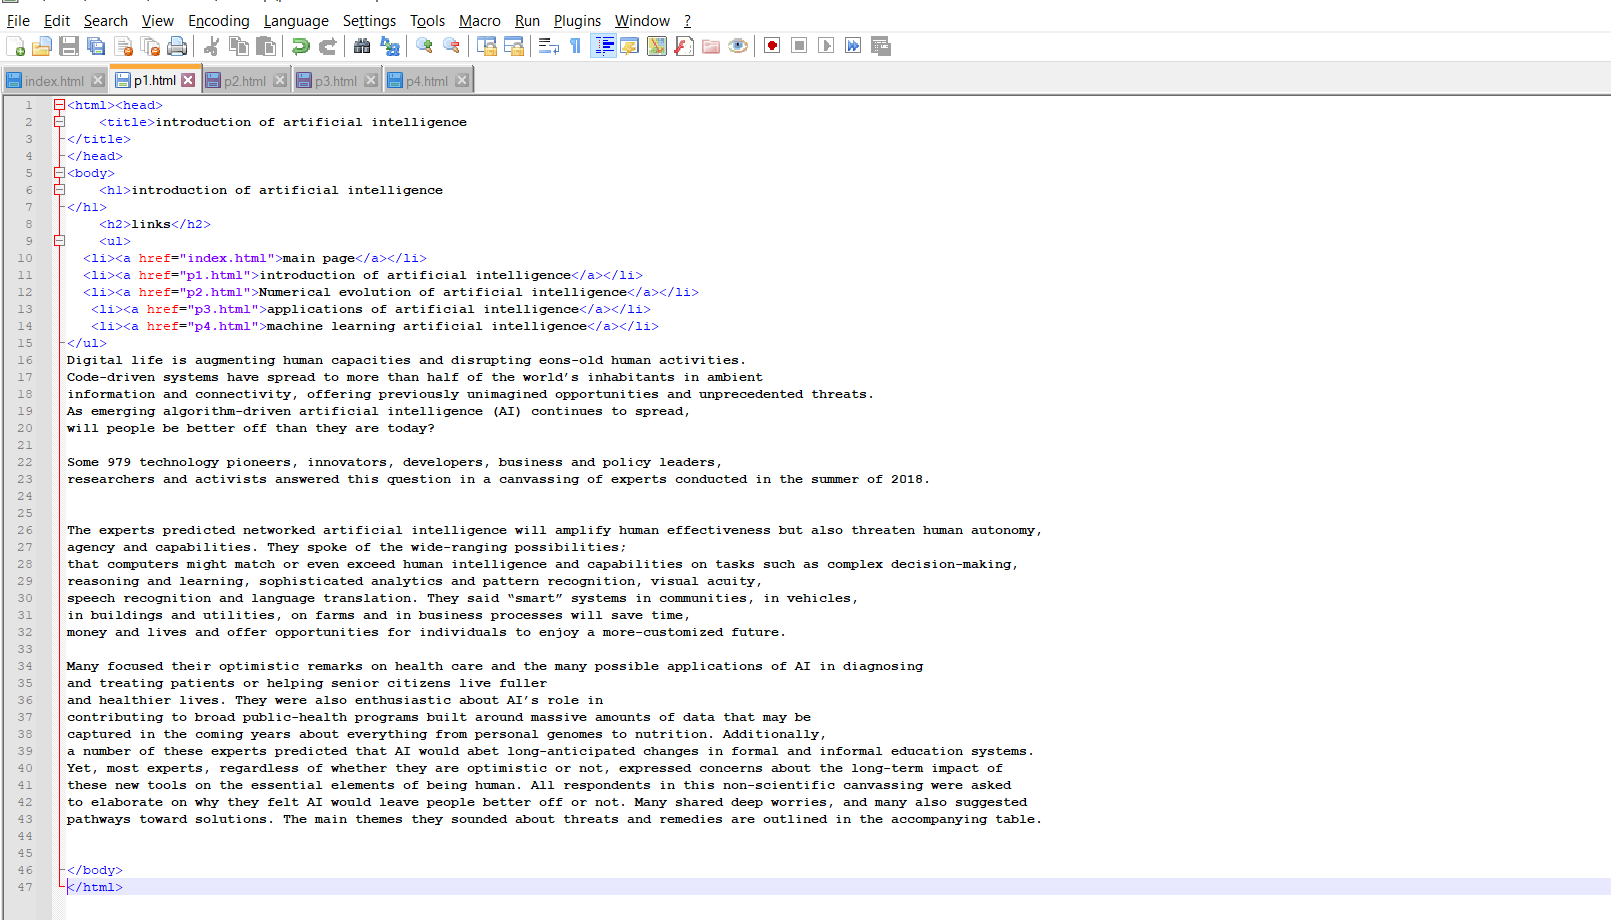 File Edit Search View Encoding Language Settings Tools Macro Run Plugins Window ?
index.html p1.html p2.html p3.html p4.html
1 <html><head>
2 <title>introduction of artificial intelligence
3 </title>
4 </head>
5 <body>
6 <h1>introduction of artificial intelligence
7 </h1>
8 <h2>links</h2>
9 <ul>
10 <li><a href="index.html">main page</a></li>
11 <li><a href="p1.html">introduction of artificial intelligence</a></li>
12 <li><a href="p2.html">Numerical evolution of artificial intelligence</a></li>
13 <li><a href="p3.html">applications of artificial intelligence</a></li>
14 <li><a href="p4.html">machine learning artificial intelligence</a></li>
15 </ul>
16 Digital life is augmenting human capacities and disrupting eons-old human activities.
17 Code-driven systems have spread to more than half of the world’s inhabitants in ambient
18 information and connectivity, offering previously unimagined opportunities and unprecedented threats.
19 As emerging algorithm-driven artificial intelligence (AI) continues to spread,
20 will people be better off than they are today?
21
22 Some 979 technology pioneers, innovators, developers, business and policy leaders,
23 researchers and activists answered this question in a canvassing of experts conducted in the summer of 2018.
24
25
26 The experts predicted networked artificial intelligence will amplify human effectiveness but also threaten human autonomy,
27 agency and capabilities. They spoke of the wide-ranging possibilities;
28 that computers might match or even exceed human intelligence and capabilities on tasks such as complex decision-making,
29 reasoning and learning, sophisticated analytics and pattern recognition, visual acuity,
30 speech recognition and language translation. They said “smart” systems in communities, in vehicles,
31 in buildings and utilities, on farms and in business processes will save time,
32 money and lives and offer opportunities for individuals to enjoy a more-customized future.
33
34 Many focused their optimistic remarks on health care and the many possible applications of AI in diagnosing
35 and treating patients or helping senior citizens live fuller
36 and healthier lives. They were also enthusiastic about AI’s role in
37 contributing to broad public-health programs built around massive amounts of data that may be
38 captured in the coming years about everything from personal genomes to nutrition. Additionally,
39 a number of these experts predicted that AI would abet long-anticipated changes in formal and informal education systems.
40 Yet, most experts, regardless of whether they are optimistic or not, expressed concerns about the long-term impact of
41 these new tools on the essential elements of being human. All respondents in this non-scientific canvassing were asked
42 to elaborate on why they felt AI would leave people better off or not. Many shared deep worries, and many also suggested
43 pathways toward solutions. The main themes they sounded about threats and remedies are outlined in the accompanying table.
44
45
46 </body>
47 </html>